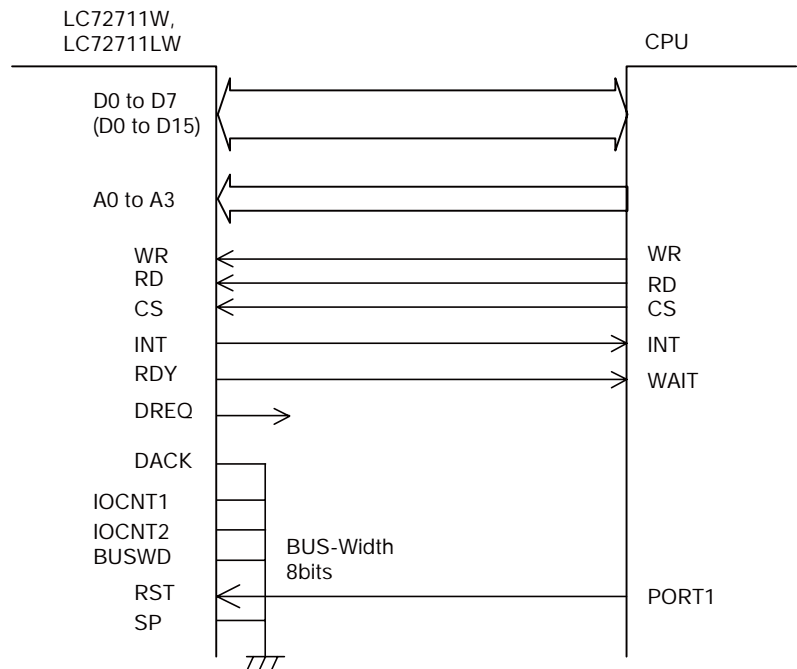 LC72711W,
LC72711LW
CPU
D0 to D7
(D0 to D15)
A0 to A3
WR
WR
RD
RD
CS
CS
INT
INT
RDY
WAIT
DREQ
DACK
IOCNT1
IOCNT2
BUSWD
BUS-Width
8bits
RST
PORT1
SP